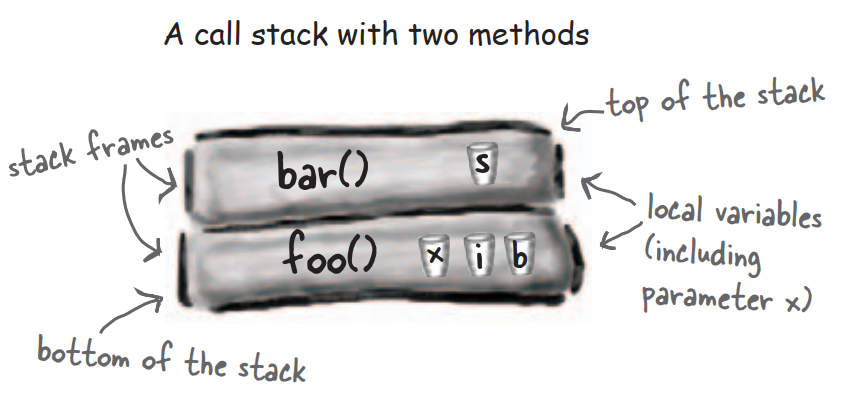 A call stack with two methods
top of the stack
stack frames
bar() s
local variables
(including
parameter x)
foo() x i b
bottom of the stack